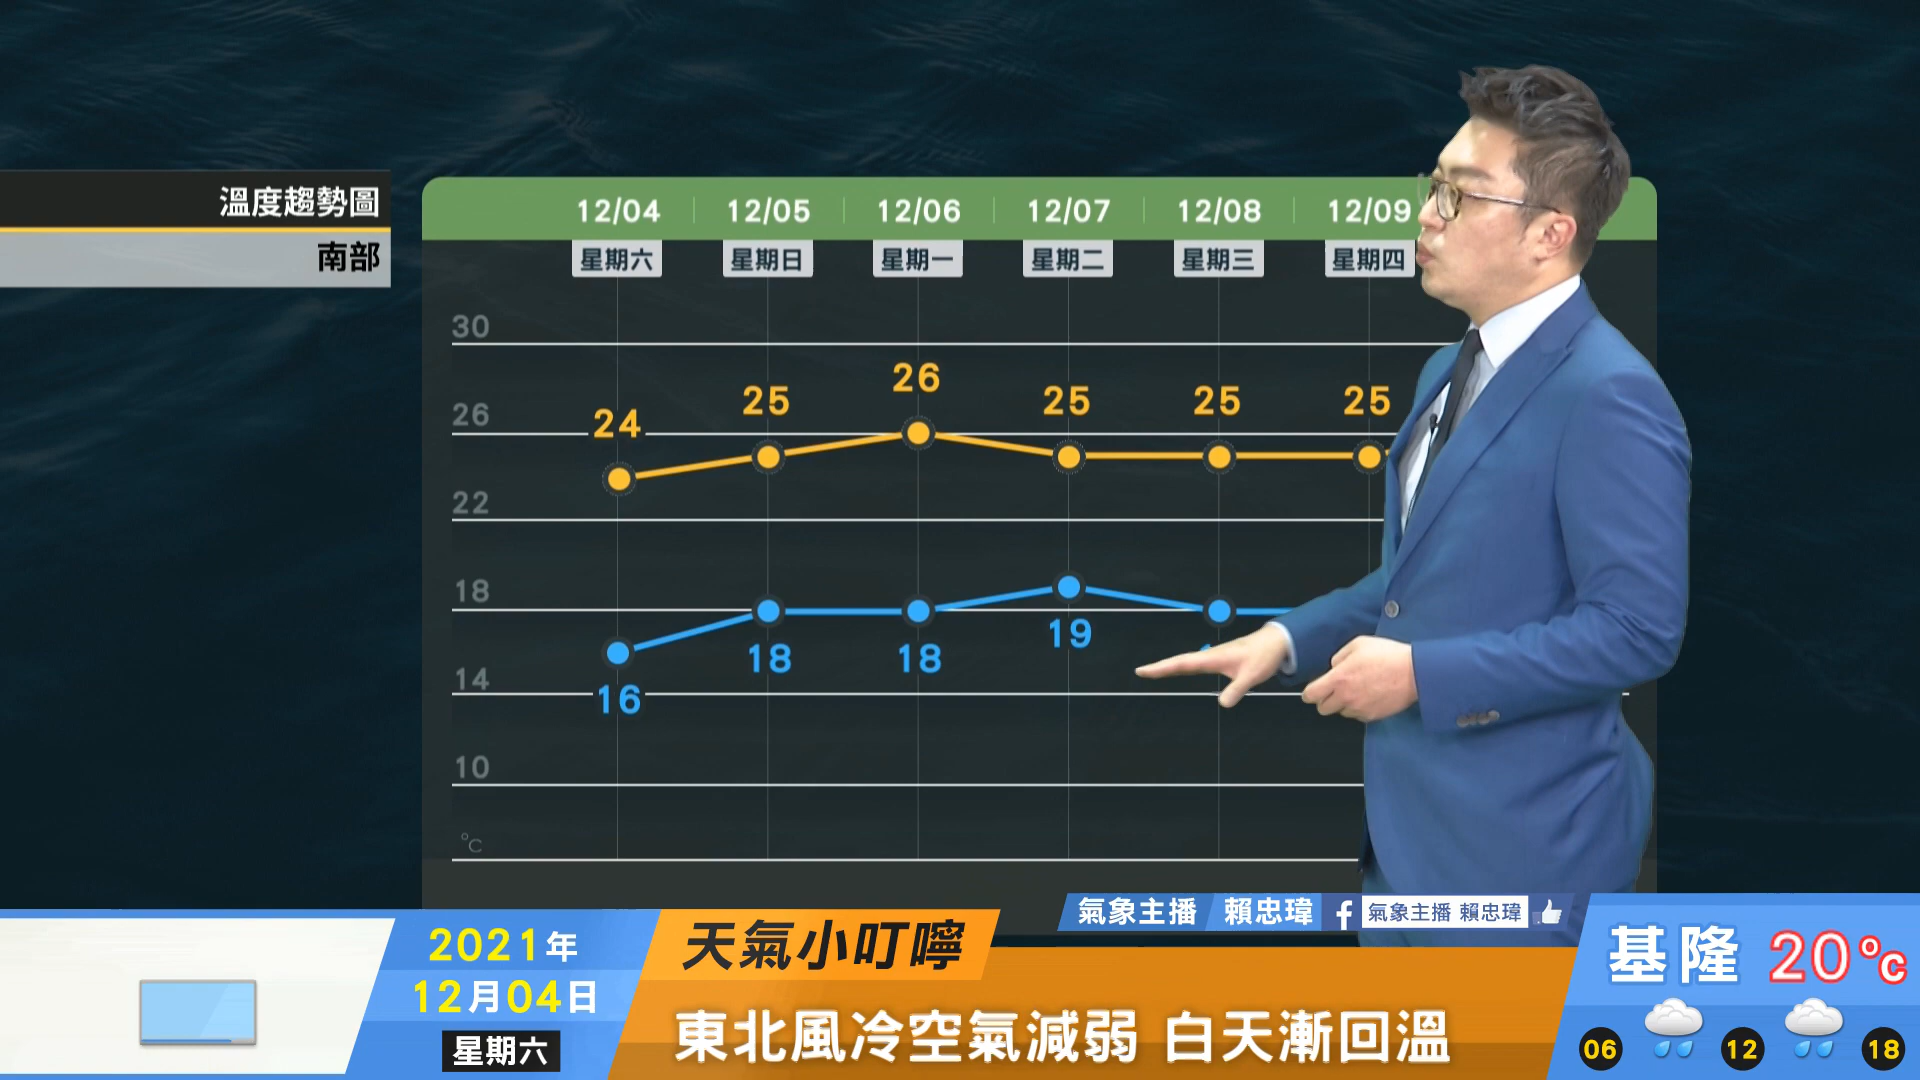 溫度趨勢圖
南部
12/04 12/05 12/06 12/07 12/08 12/09
星期六 星期日 星期一 星期二 星期三 星期四
30
26
22
18
14
10
°C
24 25 26 25 25 25
16 18 18 19
氣象主播 賴忠瑋 f 氣象主播 賴忠瑋
2021年
12月04日
星期六
天氣小叮嚀
東北風冷空氣減弱 白天漸回溫
基隆 20°C
06 12 18